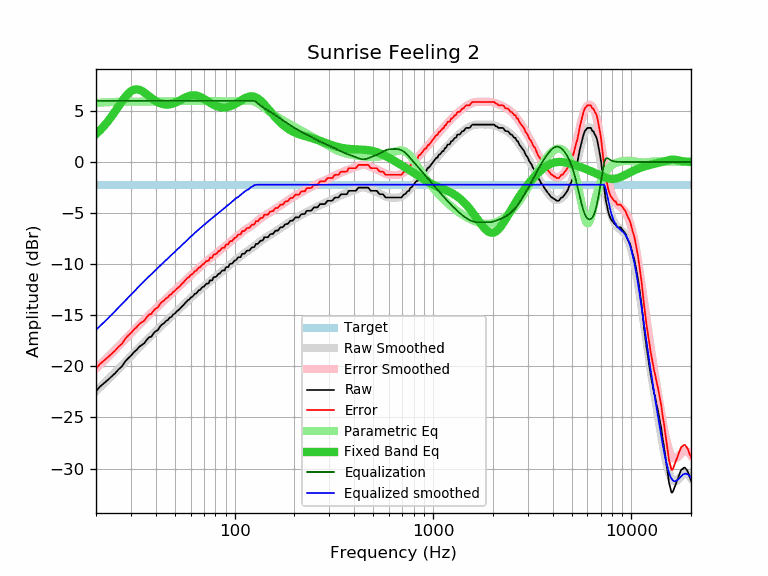 Sunrise Feeling 2
5
0
−5
−10
−15
−20
−25
−30
Amplitude (dBr)
Target
Raw Smoothed
Error Smoothed
Raw
Error
Parametric Eq
Fixed Band Eq
Equalization
Equalized smoothed
100
1000
10000
Frequency (Hz)